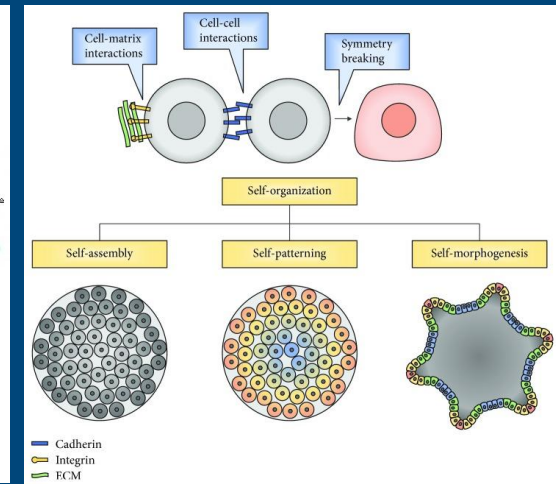 Cell-matrix
interactions
Cell-cell
interactions
Symmetry
breaking
Self-organization
Self-assembly
Self-patterning
Self-morphogenesis
Cadherin
Integrin
ECM